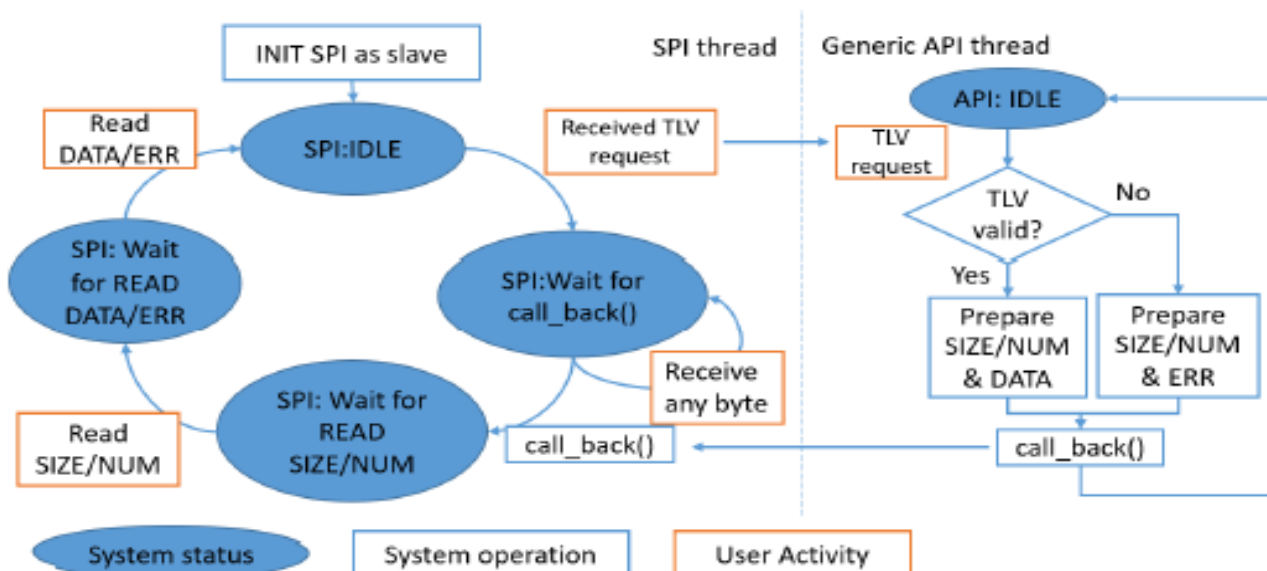 INIT SPI as slave
SPI thread
Generic API thread
Read
DATA/ERR
SPI:IDLE
Received TLV
request
API: IDLE
TLV
request
TLV
valid?
No
Yes
SPI: Wait
for READ
DATA/ERR
SPI:Wait for
call_back()
Receive
any byte
Prepare
SIZE/NUM
& DATA
Prepare
SIZE/NUM
& ERR
Read
SIZE/NUM
SPI: Wait for
READ
SIZE/NUM
call_back()
call_back()
System status
System operation
User Activity